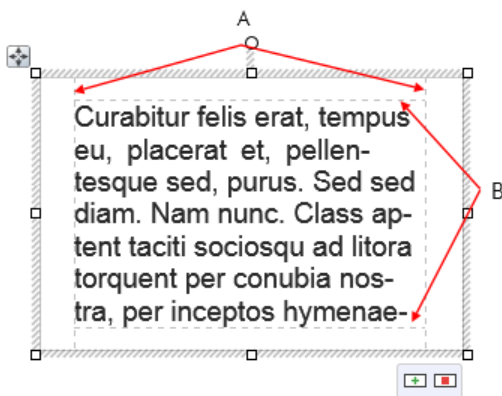 A
Curabitur felis erat, tempus
eu, placerat et, pellen-
tesque sed, purus. Sed sed
diam. Nam nunc. Class ap-
tent taciti sociosqu ad litora
torquent per conubia nos-
tra, per inceptos hymenae-
B